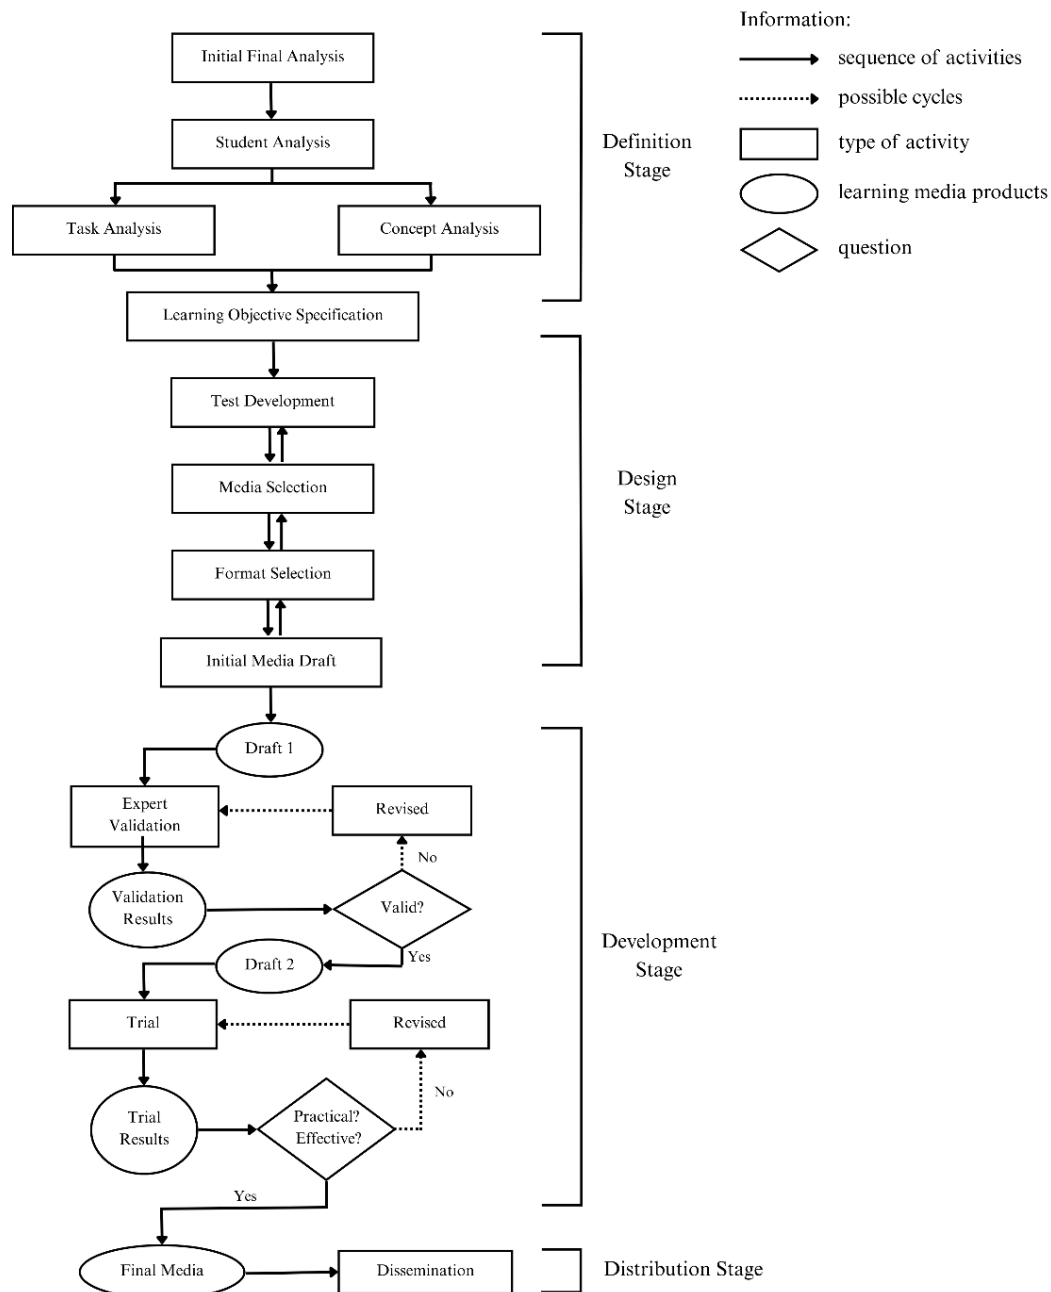 Initial Final Analysis
Student Analysis
Task Analysis
Concept Analysis
Learning Objective Specification
Definition
Stage
Test Development
Media Selection
Format Selection
Initial Media Draft
Design
Stage
Draft 1
Expert
Validation
Revised
No
Validation
Results
Valid?
Yes
Draft 2
Trial
Revised
No
Trial
Results
Practical?
Effective?
Yes
Development
Stage
Final Media
Dissemination
Distribution Stage
Information:
sequence of activities
possible cycles
type of activity
learning media products
question